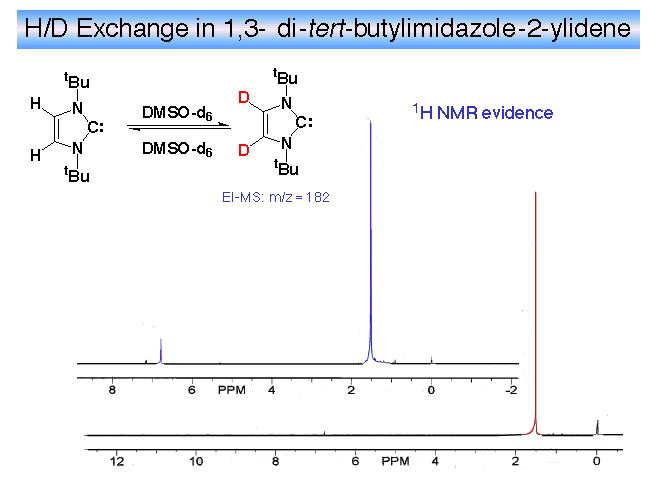 H/D Exchange in 1,3- di-tert-butylimidazole-2-ylidene
tBu
H
N
C:
H
N
tBu
DMSO-d6
DMSO-d6
tBu
D
N
C:
D
N
tBu
1H NMR evidence
EI-MS: m/z = 182
8 6 PPM 4 2 0 -2
12 10 8 6 PPM 4 2 0